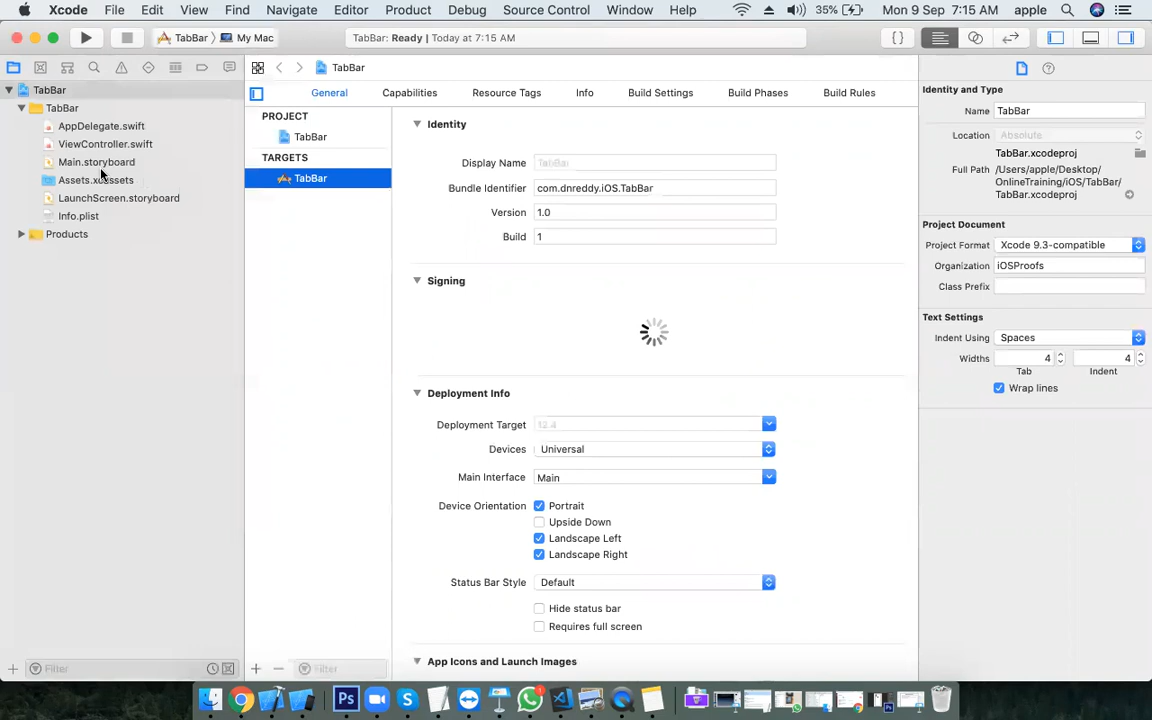 Xcode File Edit View Find Navigate Editor Product Debug Source Control Window Help 35% Mon 9 Sep 7:15 AM apple
TabBar My Mac
TabBar: Ready | Today at 7:15 AM
TabBar
TabBar
AppDelegate.swift
ViewController.swift
Main.storyboard
Assets.xcassets
LaunchScreen.storyboard
Info.plist
Products
Filter
TabBar
General Capabilities Resource Tags Info Build Settings Build Phases Build Rules
PROJECT
TabBar
TARGETS
TabBar
Filter
Identity
Display Name TabBar
Bundle Identifier com.dnreddy.iOS.TabBar
Version 1.0
Build 1
Signing
Deployment Info
Deployment Target 12.4
Devices Universal
Main Interface Main
Device Orientation Portrait
Upside Down
Landscape Left
Landscape Right
Status Bar Style Default
Hide status bar
Requires full screen
App Icons and Launch Images
Identity and Type
Name TabBar
Location Absolute
TabBar.xcodeproj
Full Path /Users/apple/Desktop/
OnlineTraining/iOS/TabBar/
TabBar.xcodeproj
Project Document
Project Format Xcode 9.3-compatible
Organization iOSProofs
Class Prefix
Text Settings
Indent Using Spaces
Widths 4 4
Tab Indent
Wrap lines
Ps